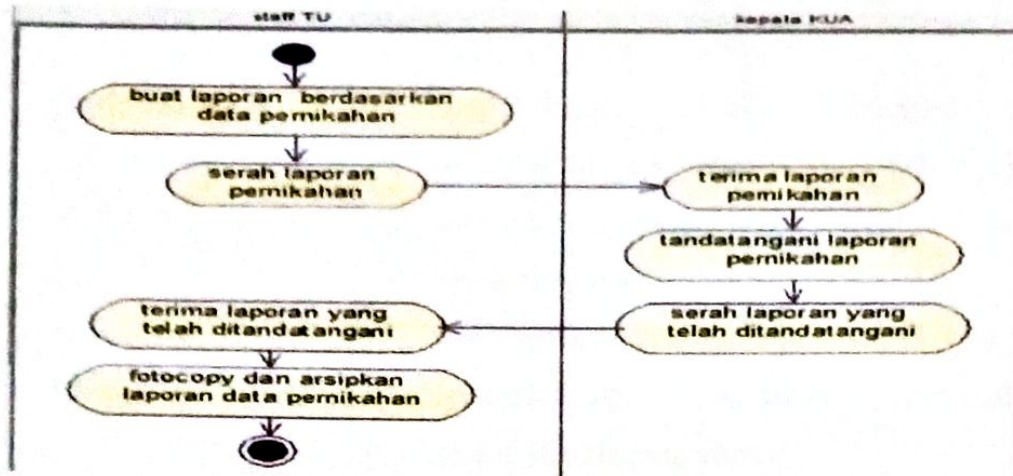 staff TU
kepala KUA
buat laporan berdasarkan
data pernikahan
serah laporan
pernikahan
terima laporan
pernikahan
tandatangani laporan
pernikahan
serah laporan yang
telah ditandatangani
terima laporan yang
telah ditandatangani
fotocopy dan arsipkan
laporan data pernikahan